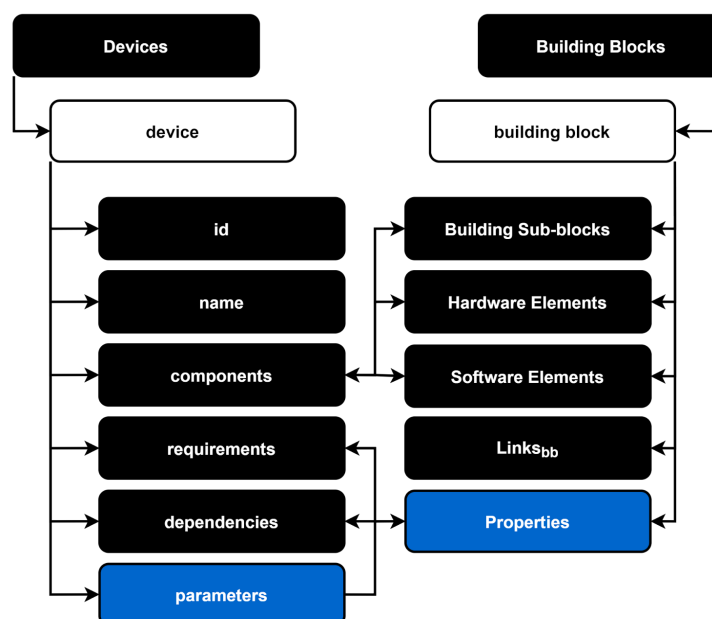 Devices
Building Blocks
device
building block
id
Building Sub-blocks
name
Hardware Elements
components
Software Elements
requirements
Links_bb
dependencies
Properties
parameters